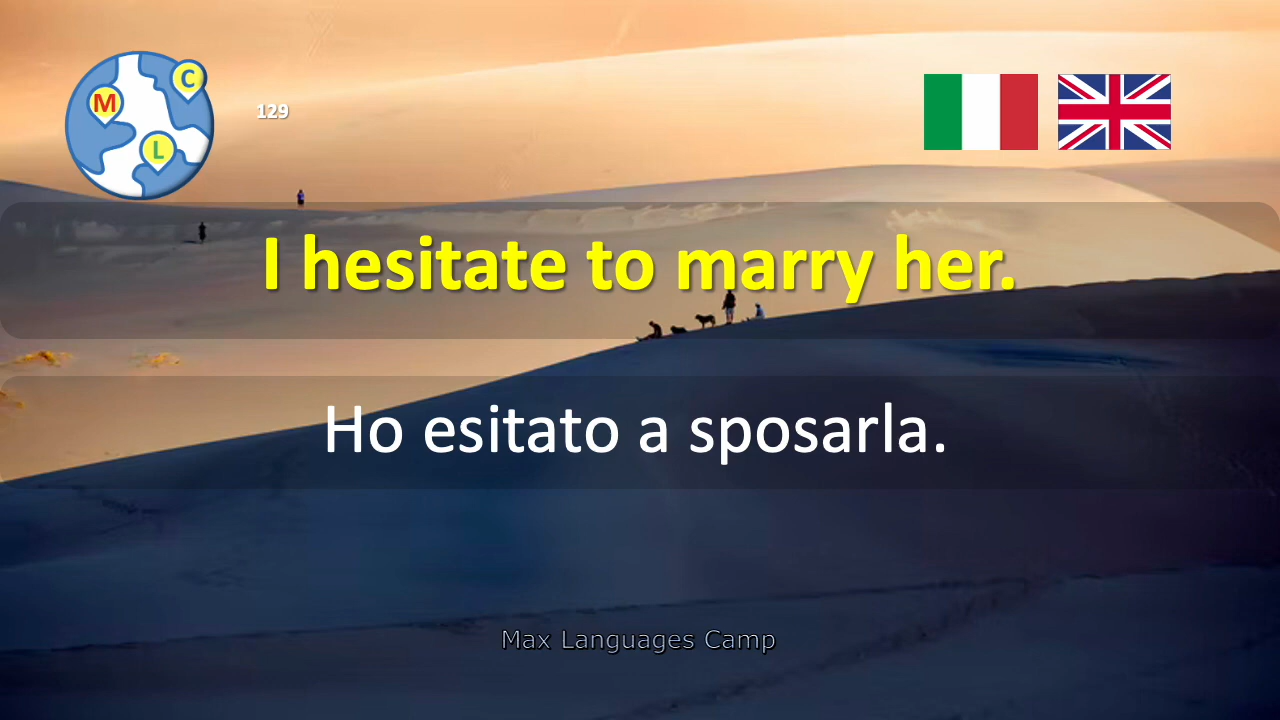 C
M
129
L
I hesitate to marry her.
Ho esitato a sposarla.
Max Languages Camp